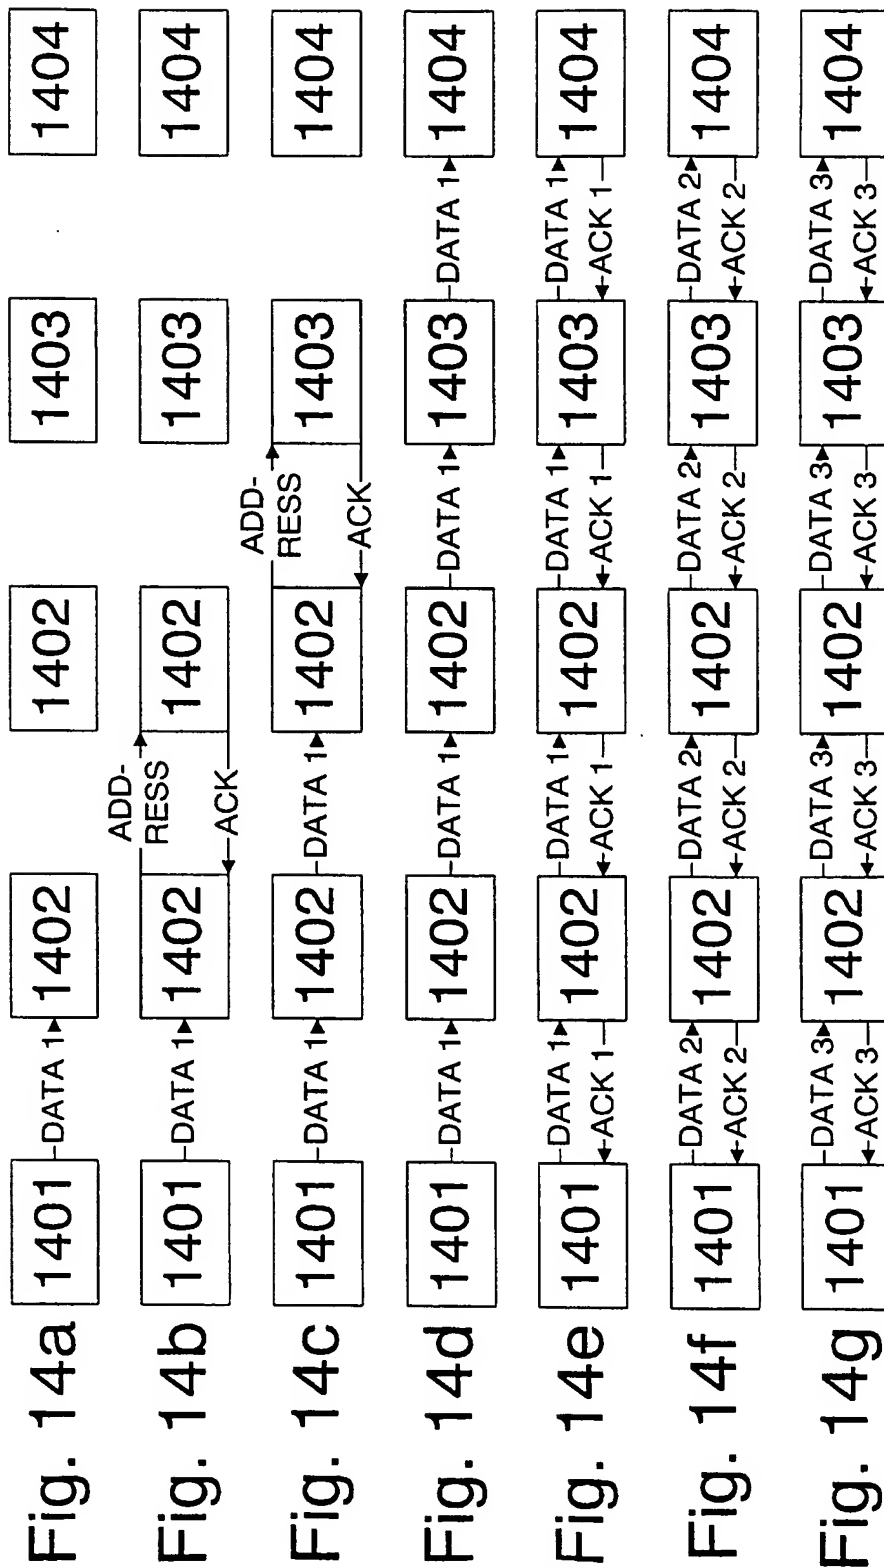 Fig. 14a
1401
DATA 1
1402
1402
1403
1404
Fig. 14b
1401
DATA 1
1402
ADD-
RESS
ACK
1402
1403
1404
Fig. 14c
1401
DATA 1
1402
DATA 1
1402
ADD-
RESS
ACK
1403
1404
Fig. 14d
1401
DATA 1
1402
DATA 1
1402
DATA 1
1403
DATA 1
1404
Fig. 14e
1401
DATA 1
ACK 1
1402
DATA 1
ACK 1
1402
DATA 1
ACK 1
1403
DATA 1
ACK 1
1404
Fig. 14f
1401
DATA 2
ACK 2
1402
DATA 2
ACK 2
1402
DATA 2
ACK 2
1403
DATA 2
ACK 2
1404
Fig. 14g
1401
DATA 3
ACK 3
1402
DATA 3
ACK 3
1402
DATA 3
ACK 3
1403
DATA 3
ACK 3
1404